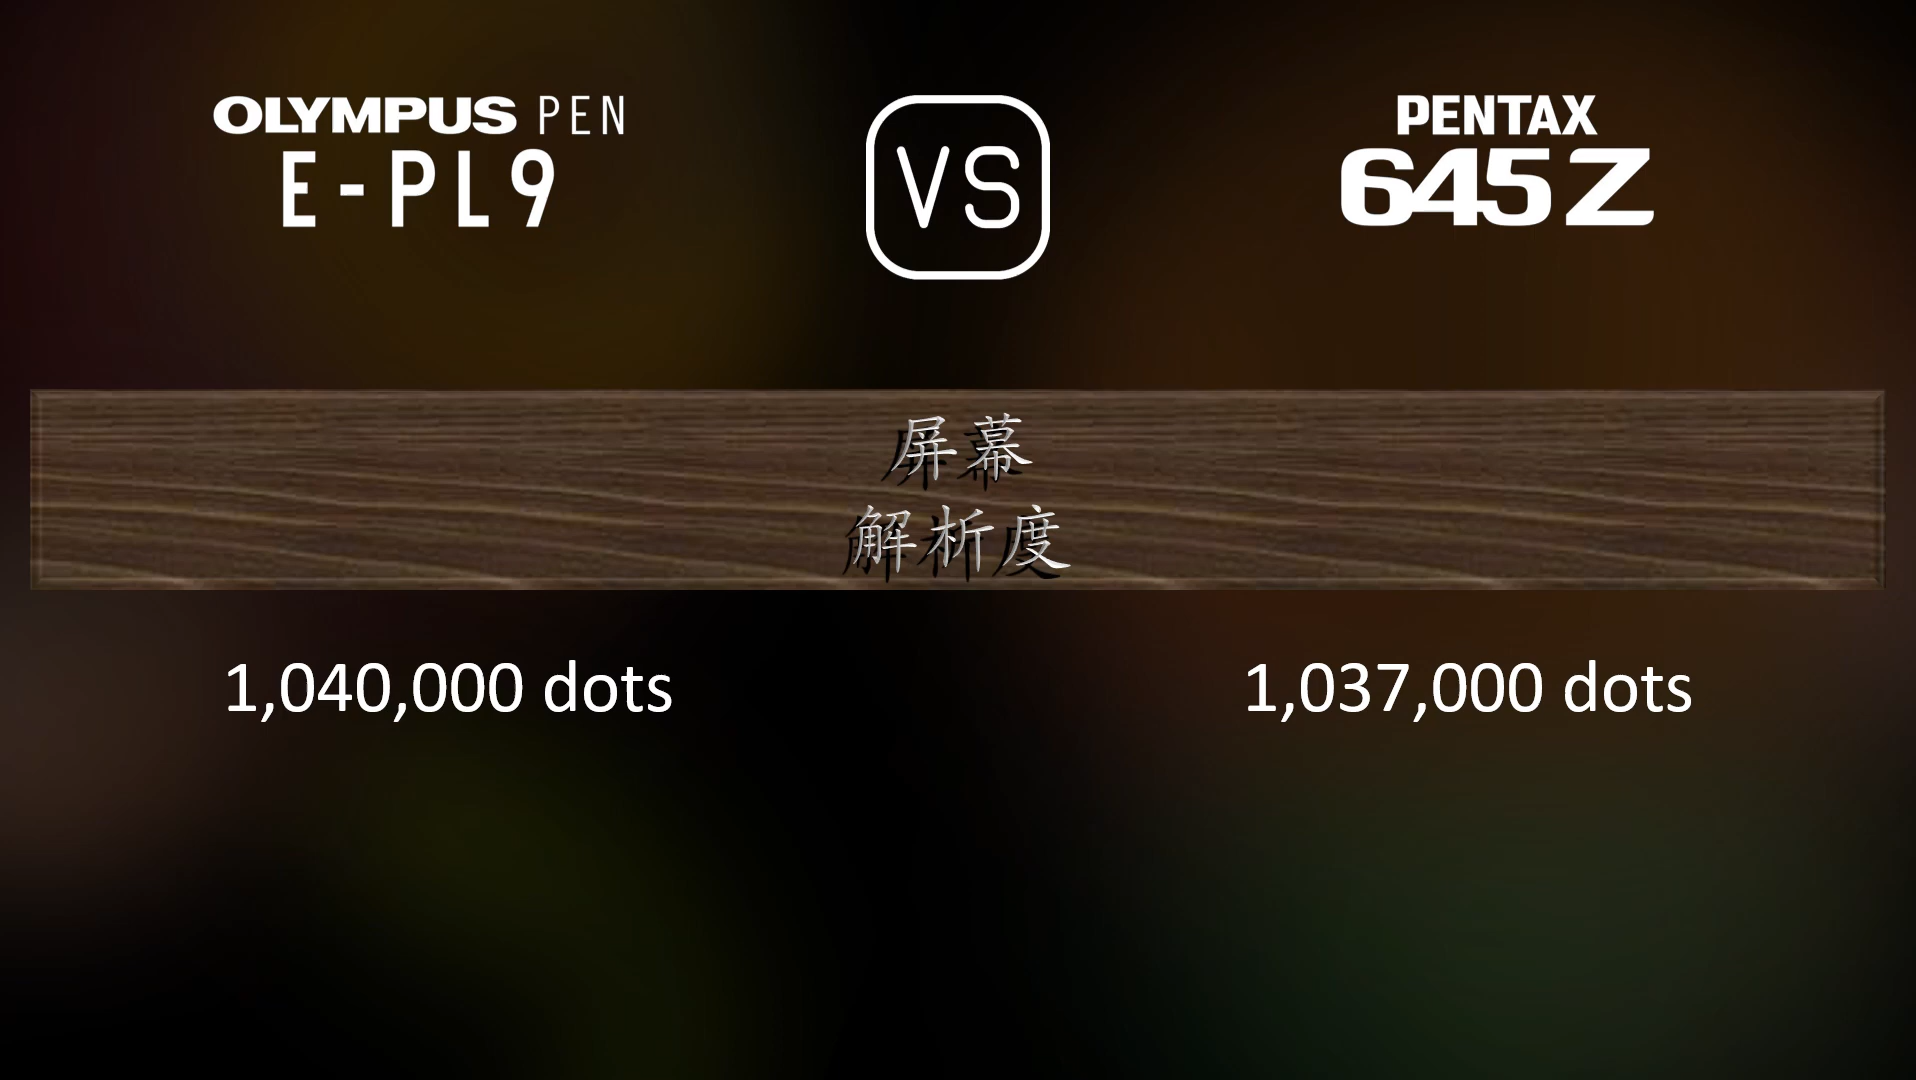 OLYMPUS PEN
E-PL9
VS
PENTAX
645Z
屏幕
解析度
1,040,000 dots
1,037,000 dots